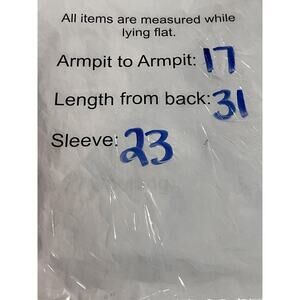 All items are measured while
lying flat.
Armpit to Armpit: 17
Length from back: 31
Sleeve: 23